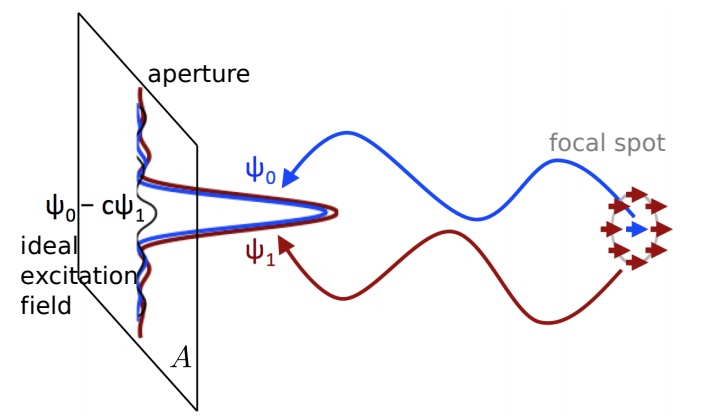 aperture
focal spot
ψ₀
ψ₀ – cψ₁
ideal
excitation
field
ψ₁
A